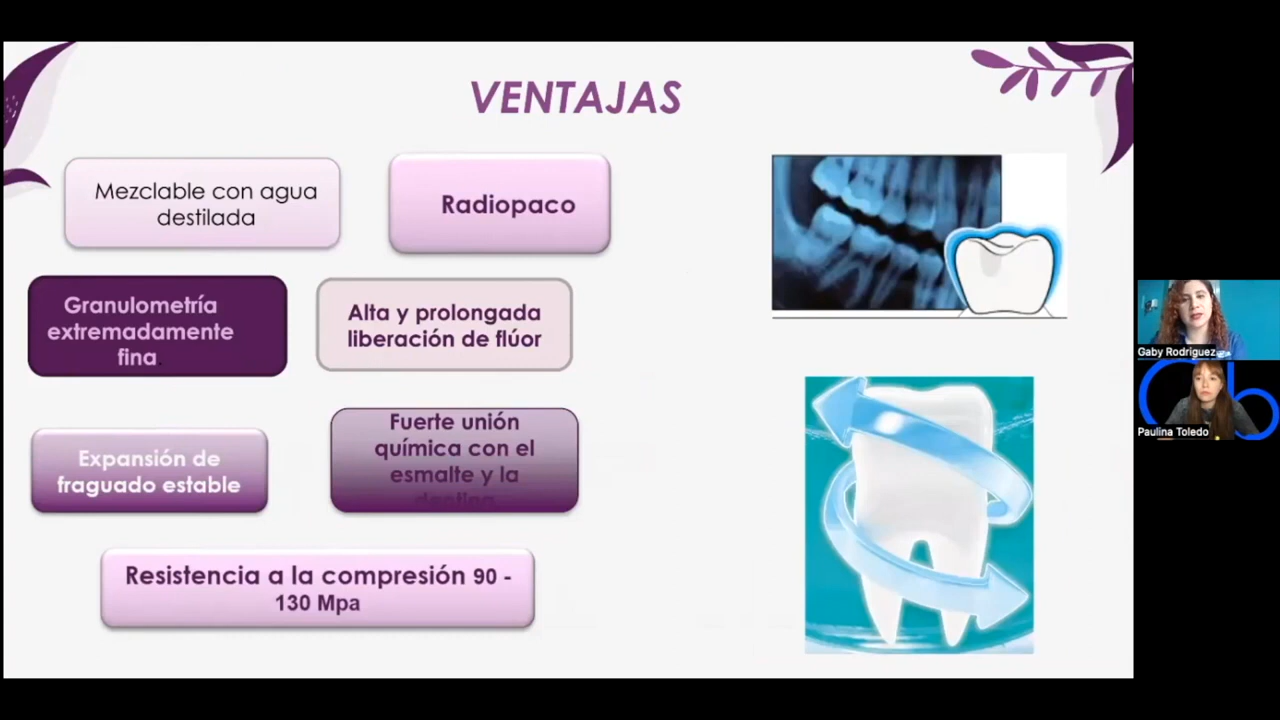 VENTAJAS
Mezclable con agua
destilada
Radiopaco
Granulometría
extremadamente
fina.
Alta y prolongada
liberación de flúor
Expansión de
fraguado estable
Fuerte unión
química con el
esmalte y la
dentina
Resistencia a la compresión 90 -
130 Mpa
Gaby Rodriguez
Paulina Toledo